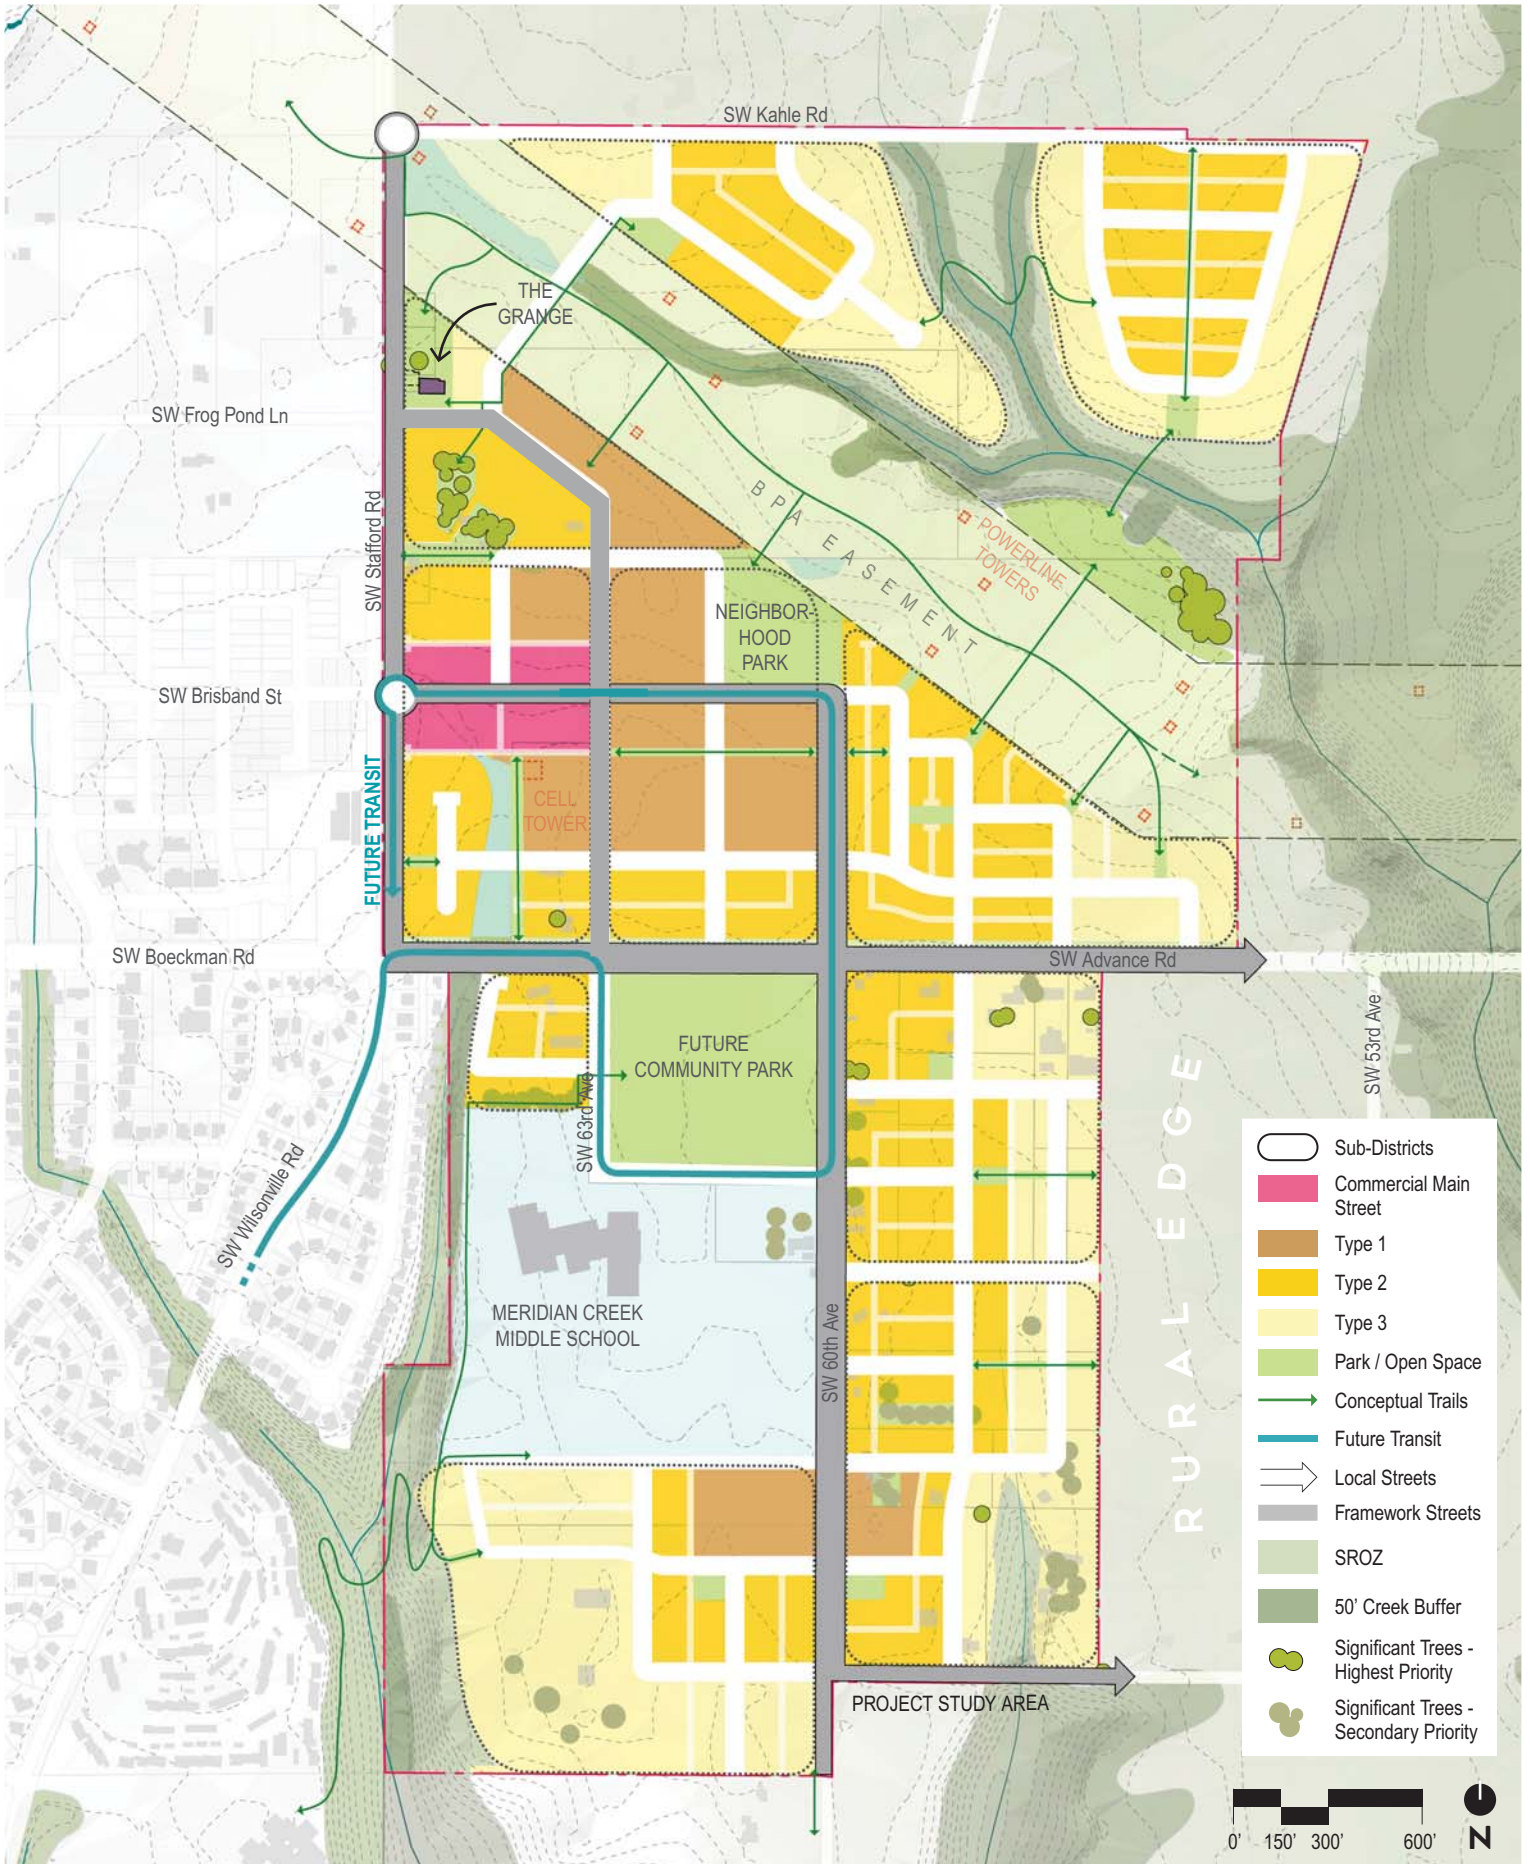 SW Kahle Rd
THE
GRANGE
SW Frog Pond Ln
SW Stafford Rd
BPA EASEMENT
POWERLINE
TOWERS
NEIGHBOR-
HOOD
PARK
SW Brisband St
FUTURE TRANSIT
CELL
TOWER
SW Boeckman Rd
SW Advance Rd
SW 53rd Ave
FUTURE
COMMUNITY PARK
SW 63rd Ave
SW Wilsonville Rd
RURAL EDGE
MERIDIAN CREEK
MIDDLE SCHOOL
SW 60th Ave
PROJECT STUDY AREA
Sub-Districts
Commercial Main
Street
Type 1
Type 2
Type 3
Park / Open Space
Conceptual Trails
Future Transit
Local Streets
Framework Streets
SROZ
50' Creek Buffer
Significant Trees -
Highest Priority
Significant Trees -
Secondary Priority
0' 150' 300' 600'
N